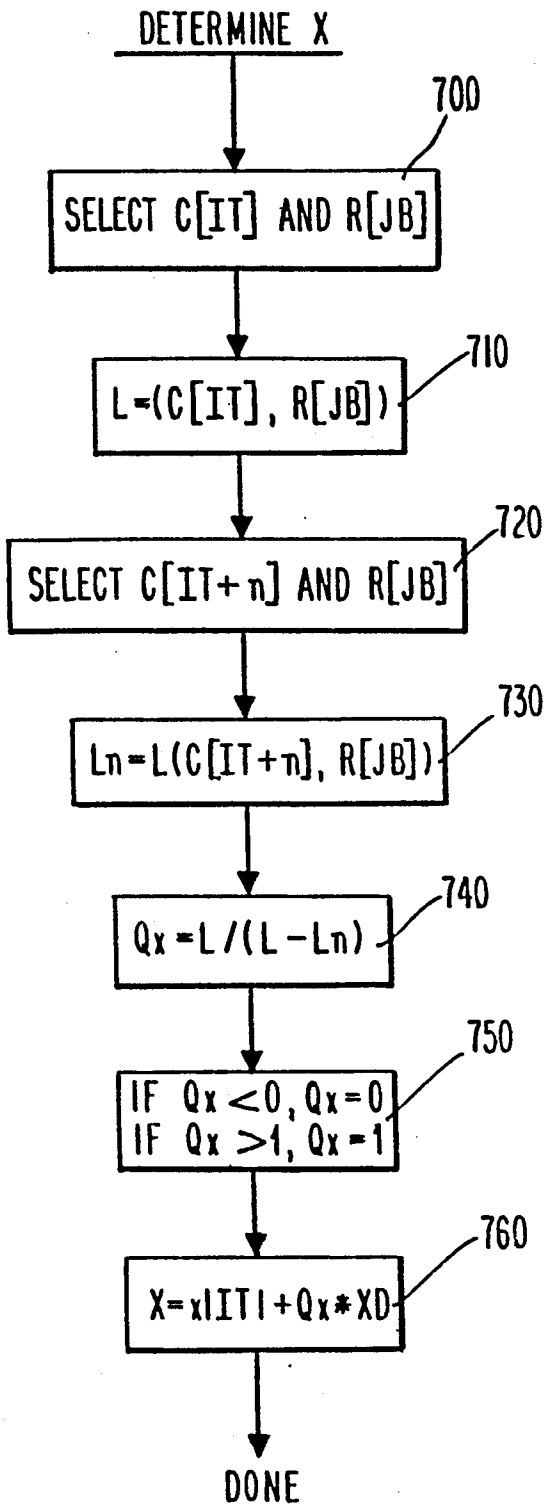 DETERMINE X
700
SELECT C[IT] AND R[JB]
710
L=(C[IT], R[JB])
720
SELECT C[IT+n] AND R[JB]
730
Ln=L(C[IT+n], R[JB])
740
Qx=L/(L-Ln)
750
IF Qx <0, Qx=0
IF Qx >1, Qx=1
760
X=x|IT|+Qx*XD
DONE